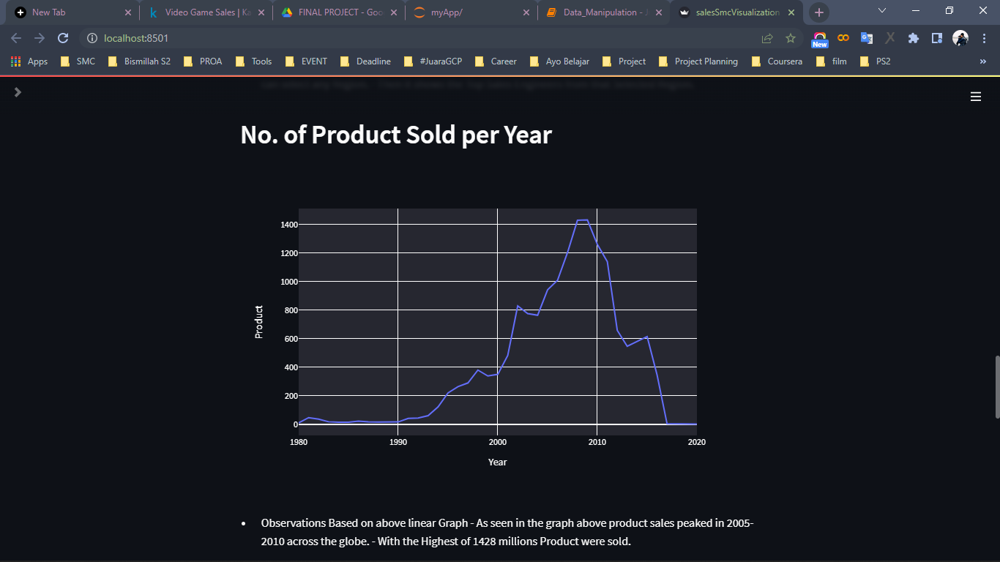 New Tab
Video Game Sales | Ka
FINAL PROJECT - Goo
myApp/
Data_Manipulation - J
salesSmcVisualization
localhost:8501
New
Apps
SMC
Bismillah S2
PROA
Tools
EVENT
Deadline
#JuaraGCP
Career
Ayo Belajar
Project
Project Planning
Coursera
film
PS2
No. of Product Sold per Year
1400
1200
1000
800
600
400
200
0
Product
1980
1990
2000
2010
2020
Year
Observations Based on above linear Graph - As seen in the graph above product sales peaked in 2005-
2010 across the globe. - With the Highest of 1428 millions Product were sold.